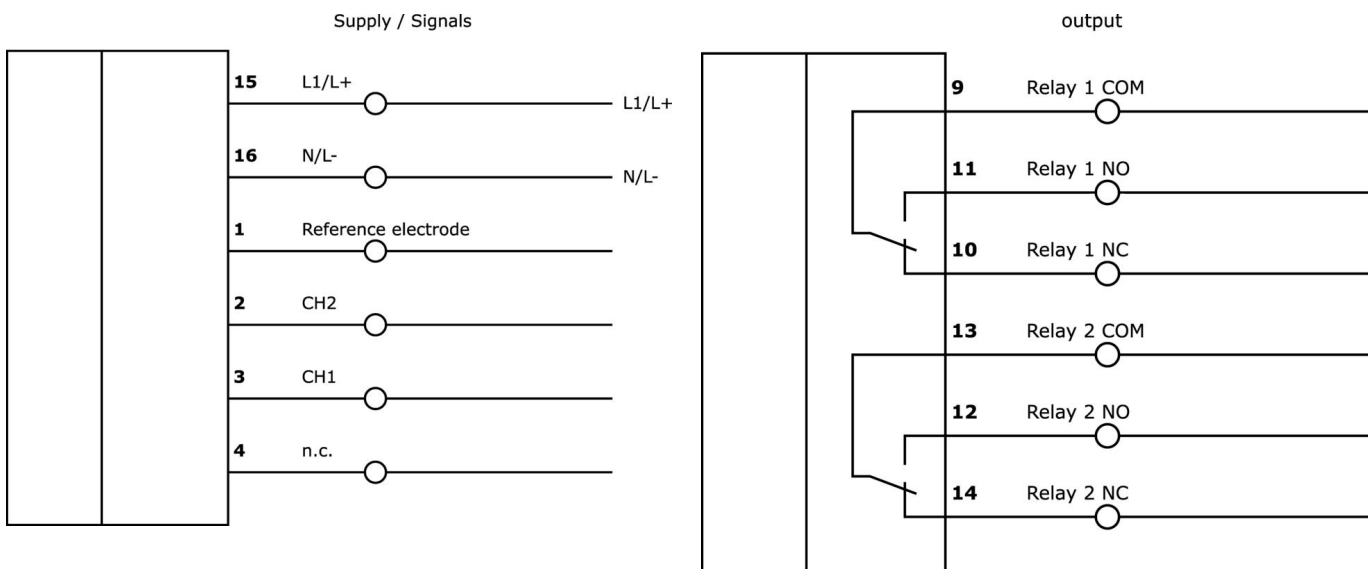 Supply / Signals
15 L1/L+
L1/L+
16 N/L-
N/L-
1 Reference electrode
2 CH2
3 CH1
4 n.c.
output
9 Relay 1 COM
11 Relay 1 NO
10 Relay 1 NC
13 Relay 2 COM
12 Relay 2 NO
14 Relay 2 NC